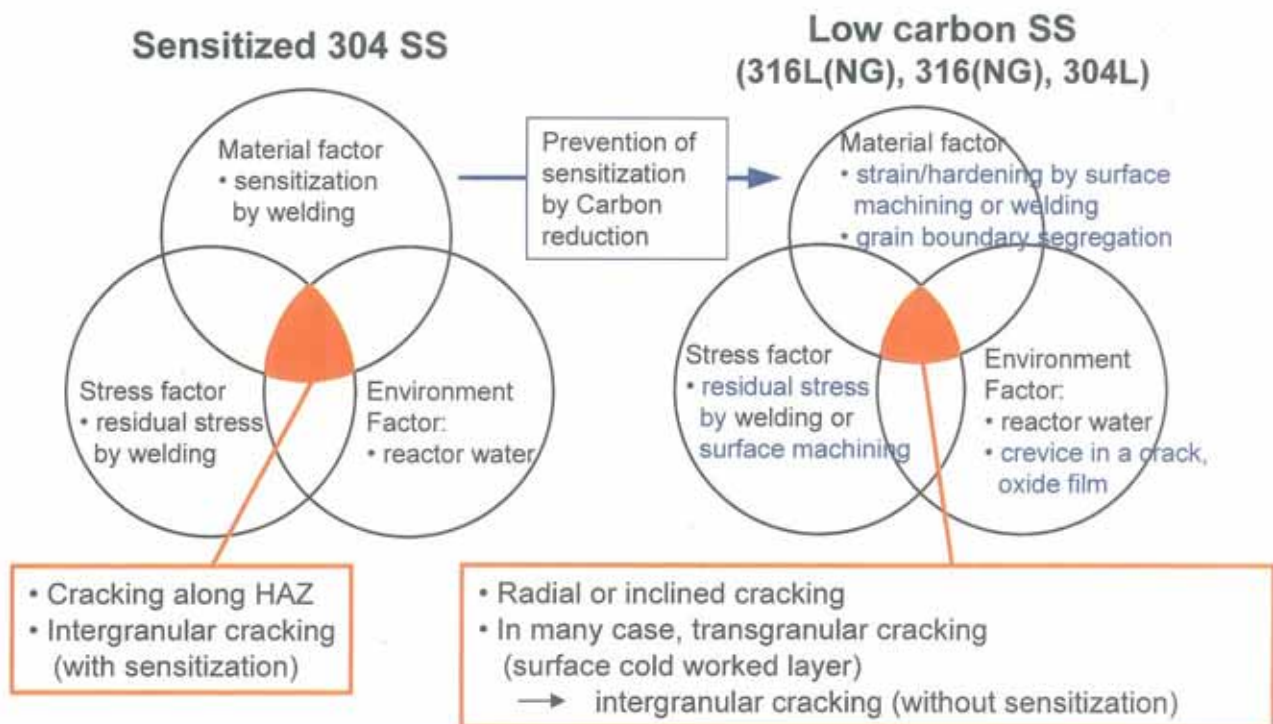 Sensitized 304 SS
Material factor
• sensitization
by welding
Stress factor
• residual stress
by welding
Environment
Factor:
• reactor water
Prevention of
sensitization
by Carbon
reduction
Low carbon SS
(316L(NG), 316(NG), 304L)
Material factor
• strain/hardening by surface
machining or welding
• grain boundary segregation
Stress factor
• residual stress
by welding or
surface machining
Environment
Factor:
• reactor water
• crevice in a crack,
oxide film
• Cracking along HAZ
• Intergranular cracking
(with sensitization)
• Radial or inclined cracking
• In many case, transgranular cracking
(surface cold worked layer)
→ intergranular cracking (without sensitization)